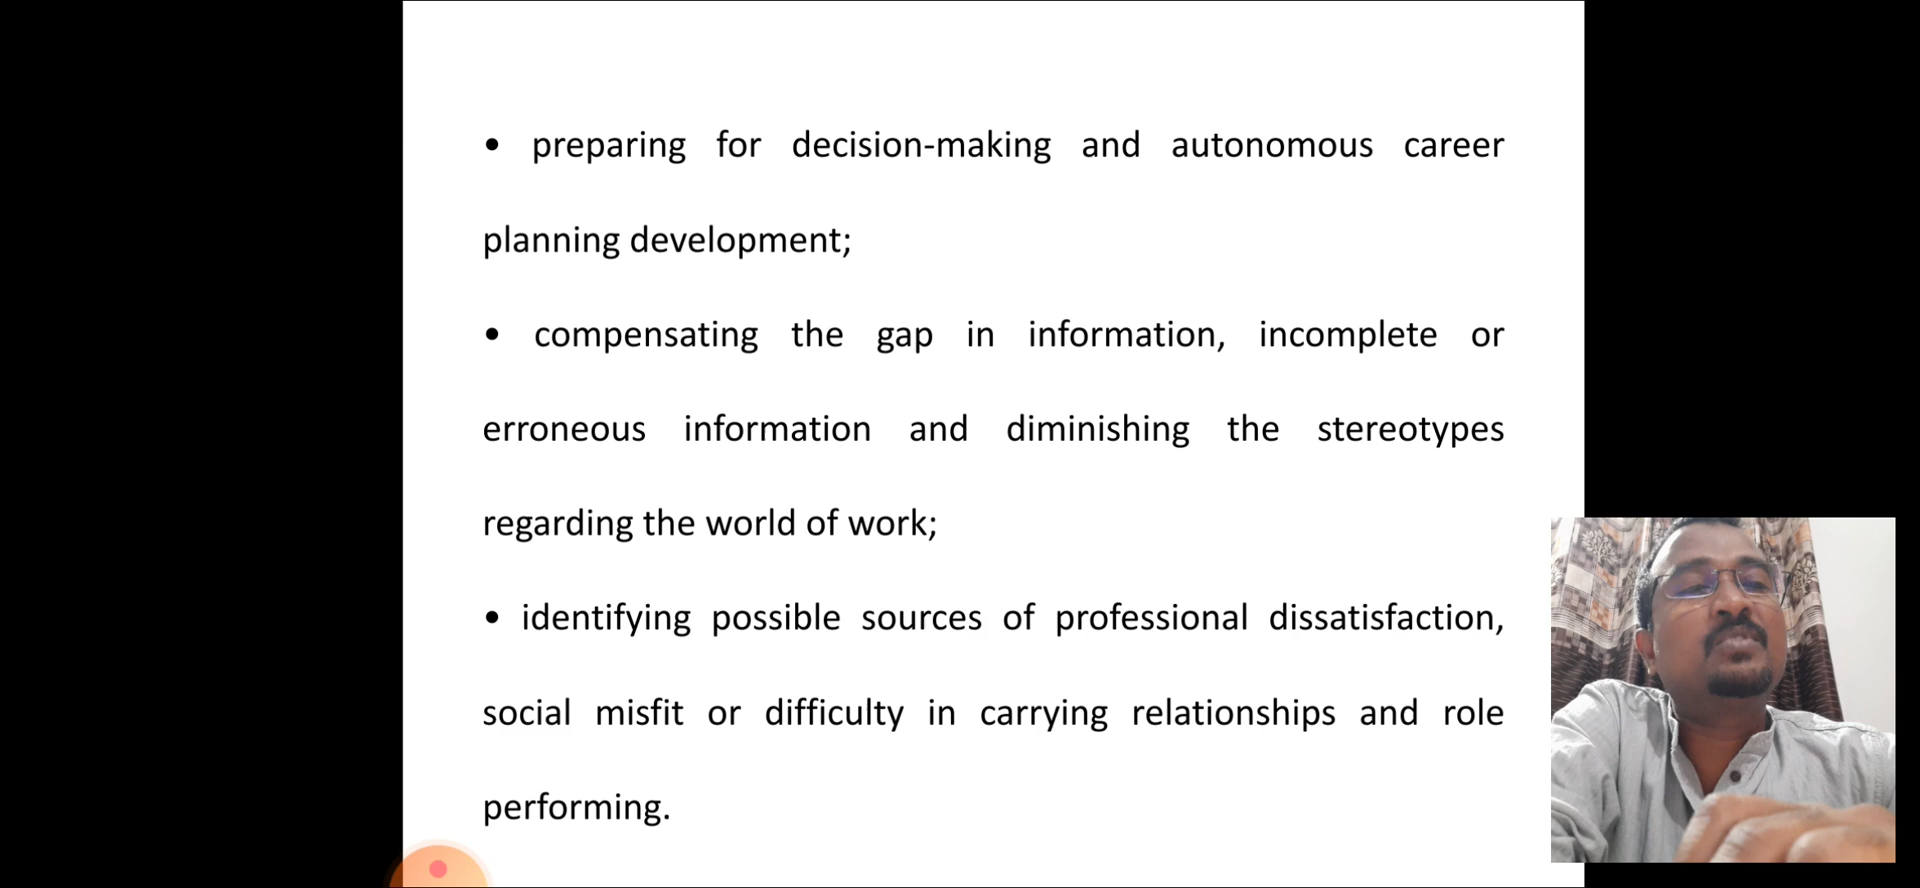 • preparing for decision-making and autonomous career
planning development;
• compensating the gap in information, incomplete or
erroneous information and diminishing the stereotypes
regarding the world of work;
• identifying possible sources of professional dissatisfaction,
social misfit or difficulty in carrying relationships and role
performing.